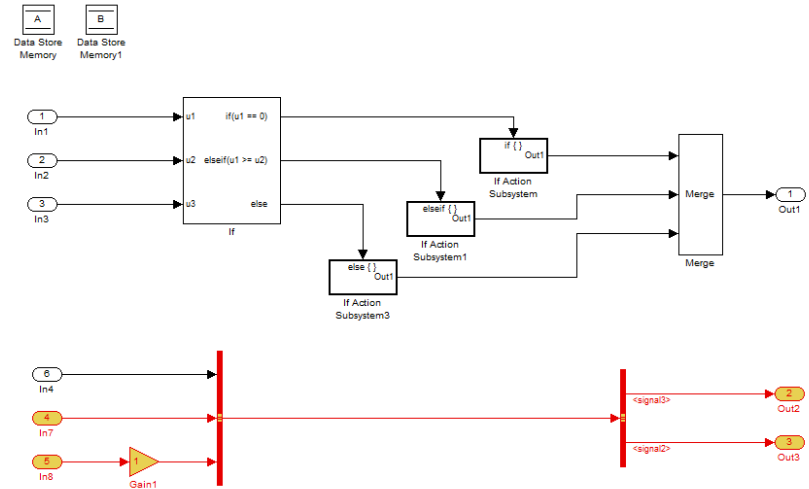 A
B
Data Store
Memory
Data Store
Memory1
1
In1
2
In2
3
In3
u1
if(u1 == 0)
u2
elseif(u1 >= u2)
u3
else
If
if { }
Out1
If Action
Subsystem
elseif { }
Out1
If Action
Subsystem1
else { }
Out1
If Action
Subsystem3
Merge
Merge
1
Out1
6
In4
4
In7
5
In8
1
Gain1
<signal3>
2
Out2
<signal2>
3
Out3